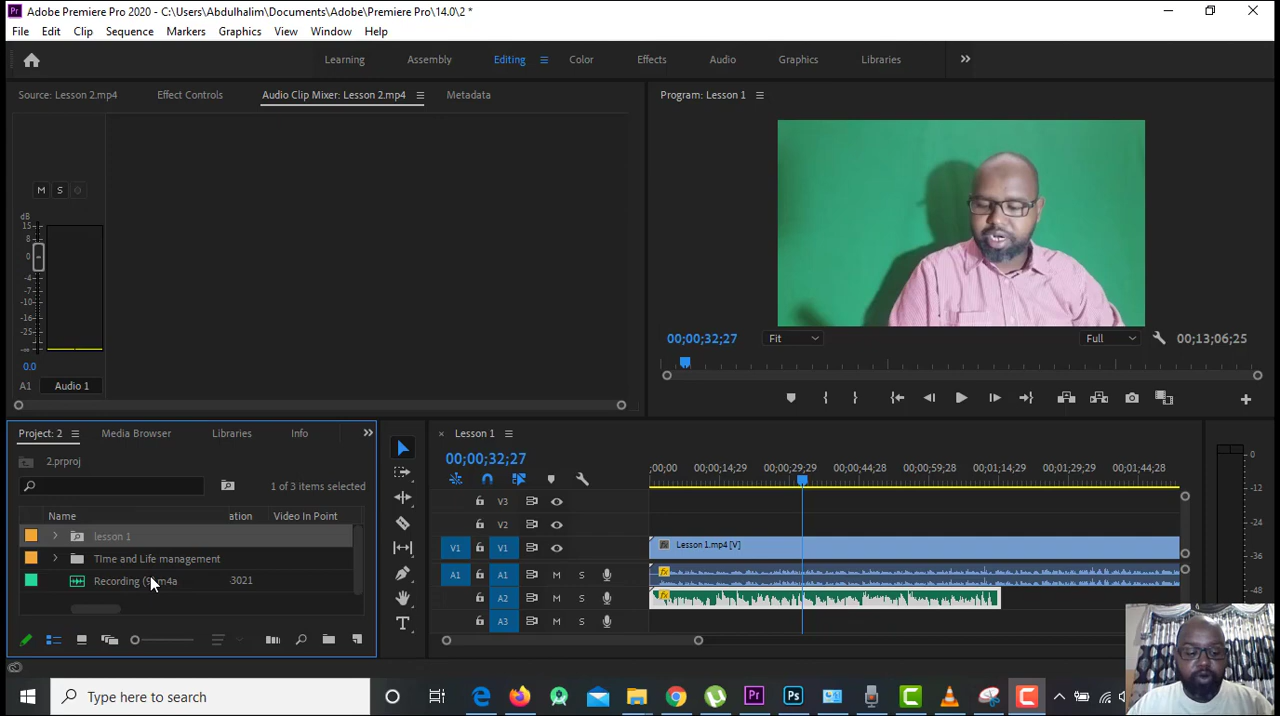 Adobe Premiere Pro 2020 - C:\Users\Abdulhalim\Documents\Adobe\Premiere Pro\14.0\2 *
File Edit Clip Sequence Markers Graphics View Window Help
Learning Assembly Editing Color Effects Audio Graphics Libraries
Source: Lesson 2.mp4 Effect Controls Audio Clip Mixer: Lesson 2.mp4 Metadata
Program: Lesson 1
M S
dB
15
8
0
-4
-7
-10
-16
-25
-∞
0.0
A1 Audio 1
00;00;32;27 Fit Full 00;13;06;25
Project: 2 Media Browser Libraries Info
2.prproj
1 of 3 items selected
Name ation Video In Point
lesson 1
TIme and Life management
Recording .m4a -3021
Lesson 1
00;00;32;27
;00;00 00;00;14;29 00;00;29;29 00;00;44;28 00;00;59;28 00;01;14;29 00;01;29;29 00;01;44;28
V3
V2
V1 V1 Lesson 1.mp4 [V]
A1 A1 M S
A2 M S
A3 M S
0
-12
-24
-36
-48
Type here to search